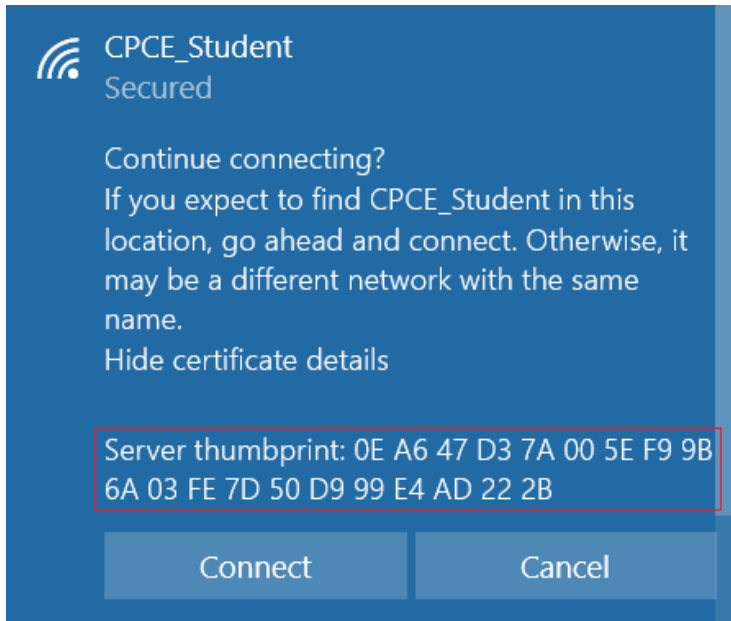 CPCE_Student
Secured
Continue connecting?
If you expect to find CPCE_Student in this
location, go ahead and connect. Otherwise, it
may be a different network with the same
name.
Hide certificate details
Server thumbprint: 0E A6 47 D3 7A 00 5E F9 9B
6A 03 FE 7D 50 D9 99 E4 AD 22 2B
Connect
Cancel